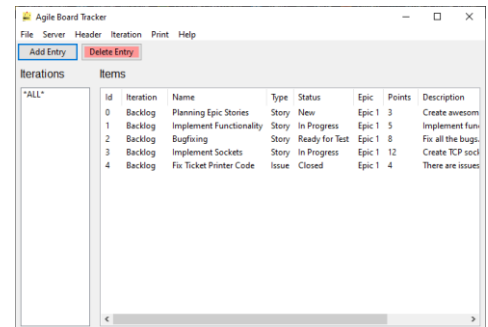 Agile Board Tracker
File Server Header Iteration Print Help
Add Entry Delete Entry
Iterations Items
*ALL* Id Iteration Name Type Status Epic Points Description
0 Backlog Planning Epic Stories Story New Epic 1 3 Create awesom
1 Backlog Implement Functionality Story In Progress Epic 1 5 Implement fun
2 Backlog Bugfixing Story Ready for Test Epic 1 8 Fix all the bugs.
3 Backlog Implement Sockets Story In Progress Epic 1 12 Create TCP sock
4 Backlog Fix Ticket Printer Code Issue Closed Epic 1 4 There are issues